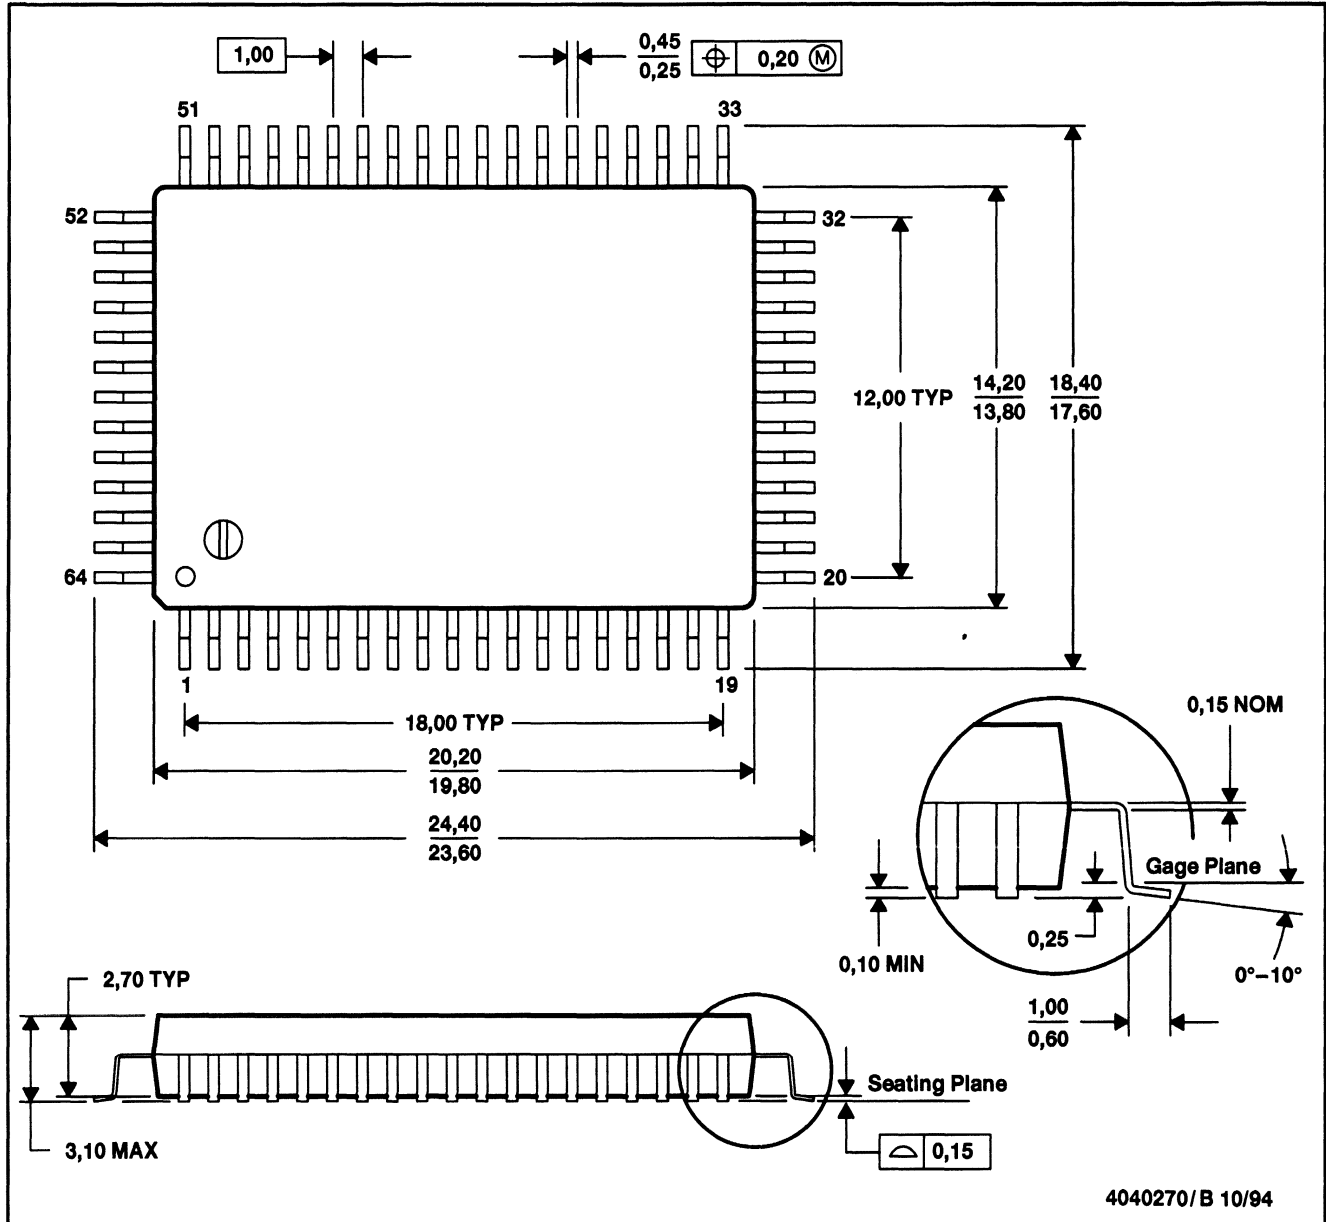 1,00
0,45
0,25
0,20 Ⓜ
51
33
52
32
12,00 TYP
14,20
13,80
18,40
17,60
64
20
1
19
18,00 TYP
20,20
19,80
24,40
23,60
0,15 NOM
Gage Plane
0,25
0,10 MIN
0°–10°
1,00
0,60
2,70 TYP
Seating Plane
3,10 MAX
0,15
4040270/B 10/94